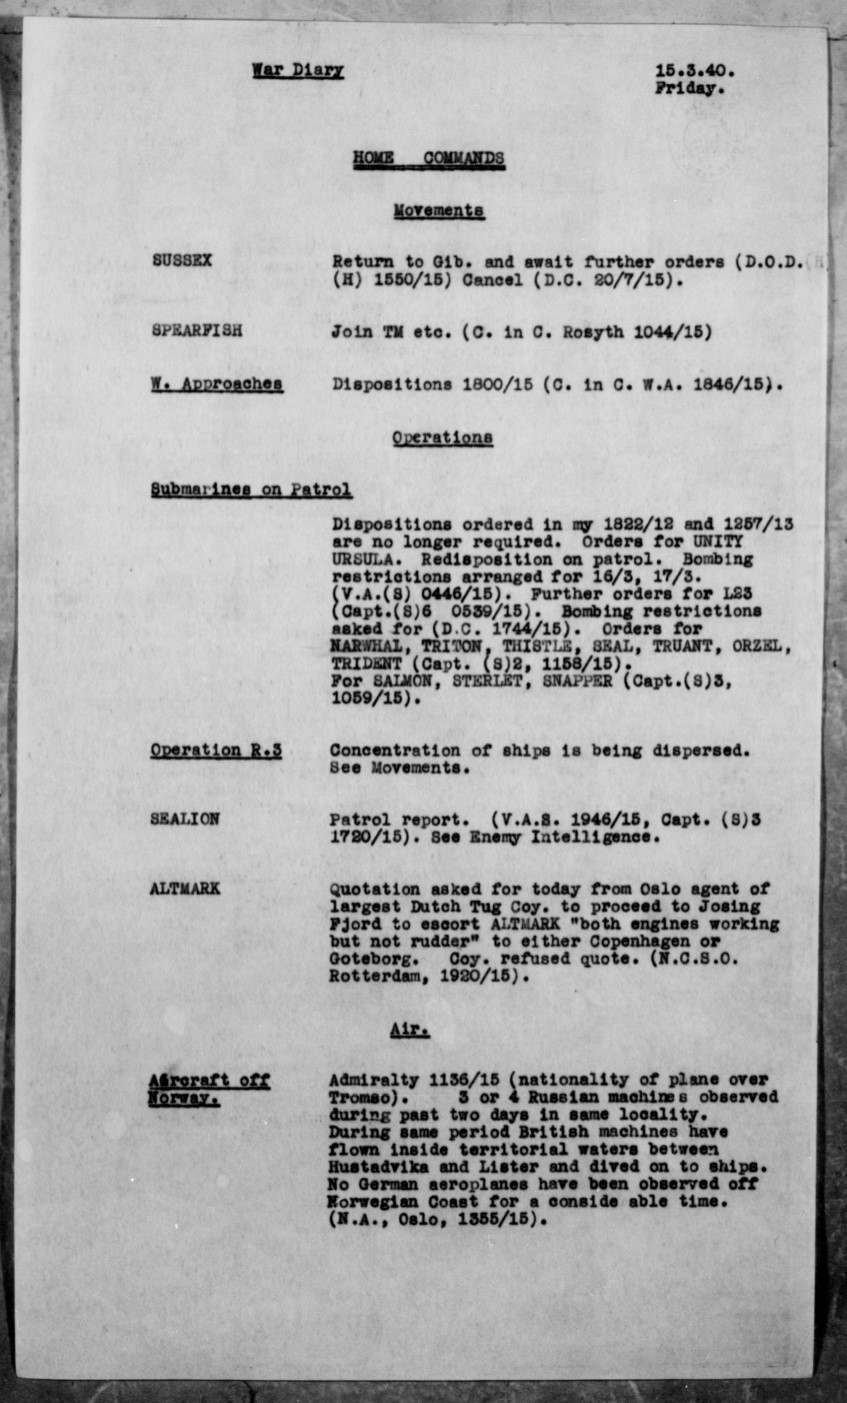 War Diary 15.3.40.
Friday.
HOME COMMANDS
Movements
SUSSEX Return to Gib. and await further orders (D.O.D.
(H) 1550/15) Cancel (D.C. 20/7/15).
SPEARFISH Join TM etc. (C. in C. Rosyth 1044/15)
W. Approaches Dispositions 1800/15 (C. in C. W.A. 1846/15).
Operations
Submarines on Patrol
Dispositions ordered in my 1822/12 and 1257/13
are no longer required. Orders for UNITY
URSULA. Redisposition on patrol. Bombing
restrictions arranged for 16/3, 17/3.
(V.A.(S) 0446/15). Further orders for L23
(Capt.(S)6 0539/15). Bombing restrictions
asked for (D.C. 1744/15). Orders for
NARWHAL, TRITON, THISTLE, SEAL, TRUANT, ORZEL,
TRIDENT (Capt. (S)2, 1158/15).
For SALMON, STERLET, SNAPPER (Capt.(S)3,
1059/15).
Operation R.3 Concentration of ships is being dispersed.
See Movements.
SEALION Patrol report. (V.A.S. 1946/15, Capt. (S)3
1720/15). See Enemy Intelligence.
ALTMARK Quotation asked for today from Oslo agent of
largest Dutch Tug Coy. to proceed to Josing
Fjord to escort ALTMARK "both engines working
but not rudder" to either Copenhagen or
Goteborg. Coy. refused quote. (N.C.S.O.
Rotterdam, 1920/15).
Air.
Aircraft off Admiralty 1136/15 (nationality of plane over
Norway. Tromso). 3 or 4 Russian machines observed
during past two days in same locality.
During same period British machines have
flown inside territorial waters between
Hustadvika and Lister and dived on to ships.
No German aeroplanes have been observed off
Norwegian Coast for a conside able time.
(N.A., Oslo, 1355/15).